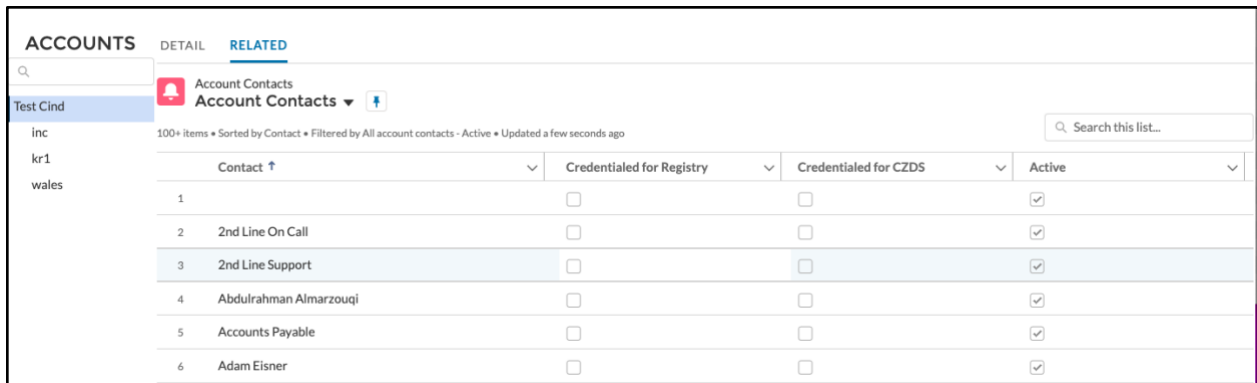 ACCOUNTS
DETAIL RELATED
Test Cind
inc
kr1
wales
Account Contacts
Account Contacts
100+ items • Sorted by Contact • Filtered by All account contacts - Active • Updated a few seconds ago
Search this list...
Contact Credentialed for Registry Credentialed for CZDS Active
1
2 2nd Line On Call
3 2nd Line Support
4 Abdulrahman Almarzouqi
5 Accounts Payable
6 Adam Eisner